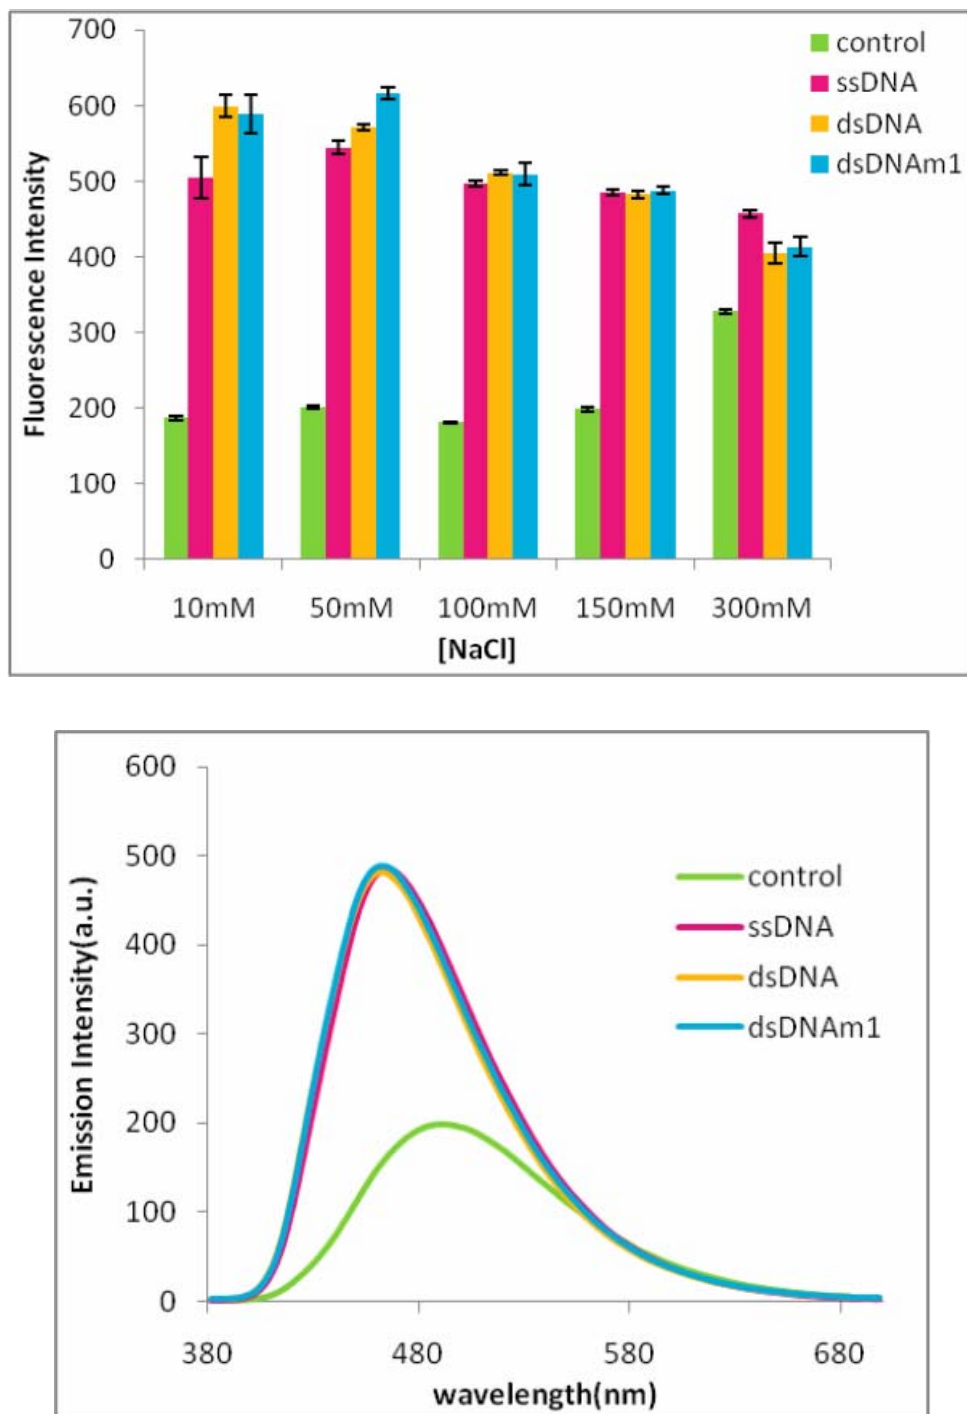 700
600
500
400
300
200
100
0
Fluorescence Intensity
control
ssDNA
dsDNA
dsDNAm1
10mM 50mM 100mM 150mM 300mM
[NaCl]
600
500
400
300
200
100
0
Emission Intensity(a.u.)
control
ssDNA
dsDNA
dsDNAm1
380 480 580 680
wavelength(nm)